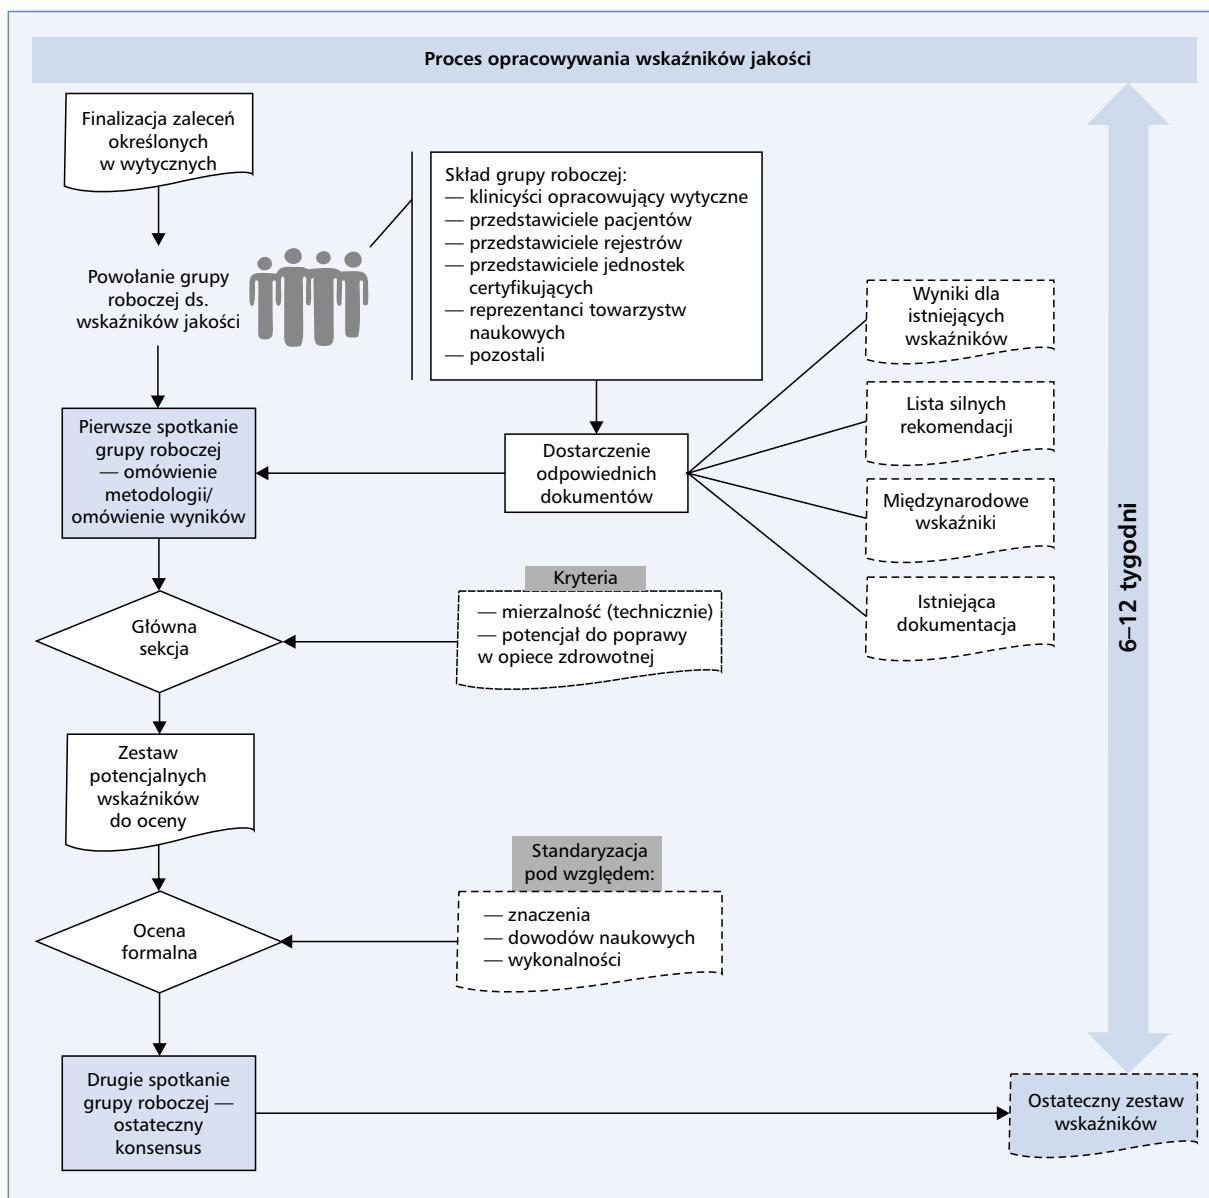 Proces opracowywania wskaźników jakości
Finalizacja zaleceń
określonych
w wytycznych
Powołanie grupy
roboczej ds.
wskaźników jakości
Skład grupy roboczej:
— klinicyści opracowujący wytyczne
— przedstawiciele pacjentów
— przedstawiciele rejestrów
— przedstawiciele jednostek
certyfikujących
— reprezentanci towarzystw
naukowych
— pozostali
Pierwsze spotkanie
grupy roboczej
— omówienie
metodologii/
omówienie wyników
Dostarczenie
odpowiednich
dokumentów
Wyniki dla
istniejących
wskaźników
Lista silnych
rekomendacji
Międzynarodowe
wskaźniki
Istniejąca
dokumentacja
Główna
sekcja
Kryteria
— mierzalność (technicznie)
— potencjał do poprawy
w opiece zdrowotnej
Zestaw
potencjalnych
wskaźników
do oceny
Ocena
formalna
Standaryzacja
pod względem:
— znaczenia
— dowodów naukowych
— wykonalności
Drugie spotkanie
grupy roboczej —
ostateczny
konsensus
Ostateczny zestaw
wskaźników
6–12 tygodni